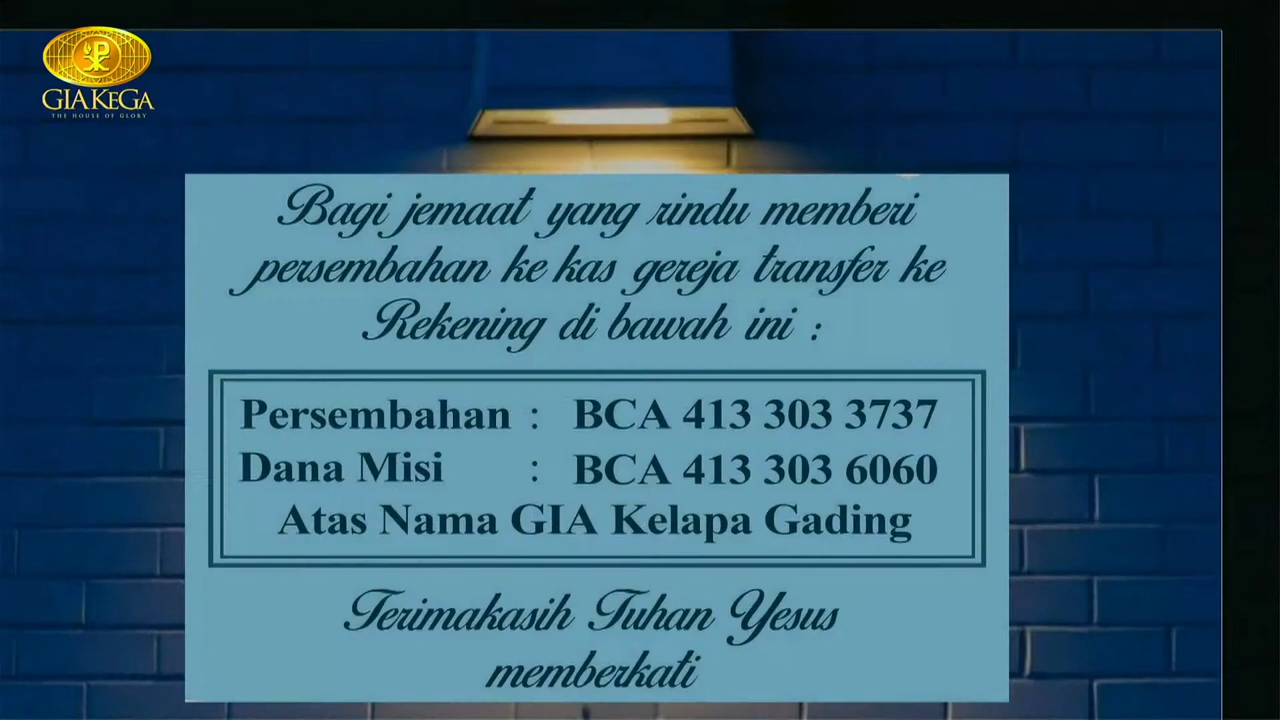 GIAKEGA
THE HOUSE OF GLORY
Bagi jemaat yang rindu memberi
persembahan ke kas gereja transfer ke
Rekening di bawah ini :
Persembahan : BCA 413 303 3737
Dana Misi : BCA 413 303 6060
Atas Nama GIA Kelapa Gading
Terimakasih Tuhan Yesus
memberkati